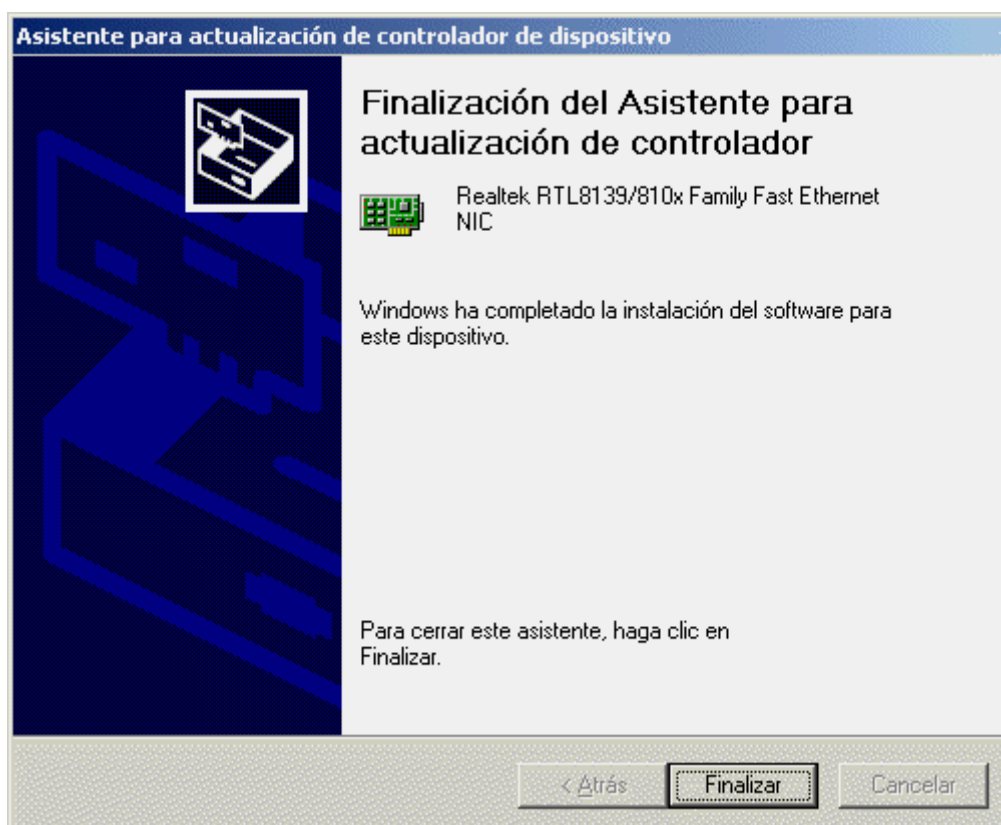 Asistente para actualización de controlador de dispositivo
Finalización del Asistente para
actualización de controlador
Realtek RTL8139/810x Family Fast Ethernet
NIC
Windows ha completado la instalación del software para
este dispositivo.
Para cerrar este asistente, haga clic en
Finalizar.
< Atrás
Finalizar
Cancelar